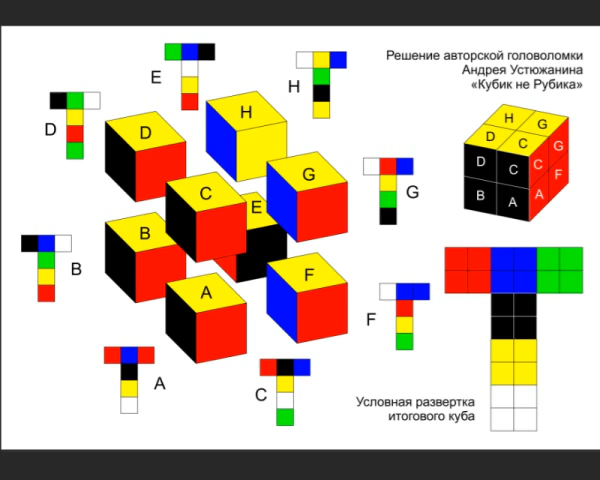 Решение авторской головоломки
Андрея Устюжанина
«Кубик не Рубика»
E
H
D
H
D
G
C
B
E
A
F
G
B
F
A
C
H
G
D
C
D
C
G
C
B
A
F
A
Условная развертка
итогового куба